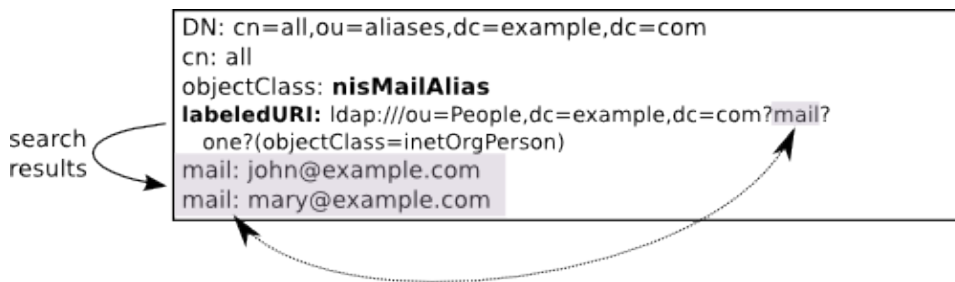 DN: cn=all,ou=aliases,dc=example,dc=com
cn: all
objectClass: nisMailAlias
labeledURI: ldap:///ou=People,dc=example,dc=com?mail?
one?(objectClass=inetOrgPerson)
search
results
mail: john@example.com
mail: mary@example.com